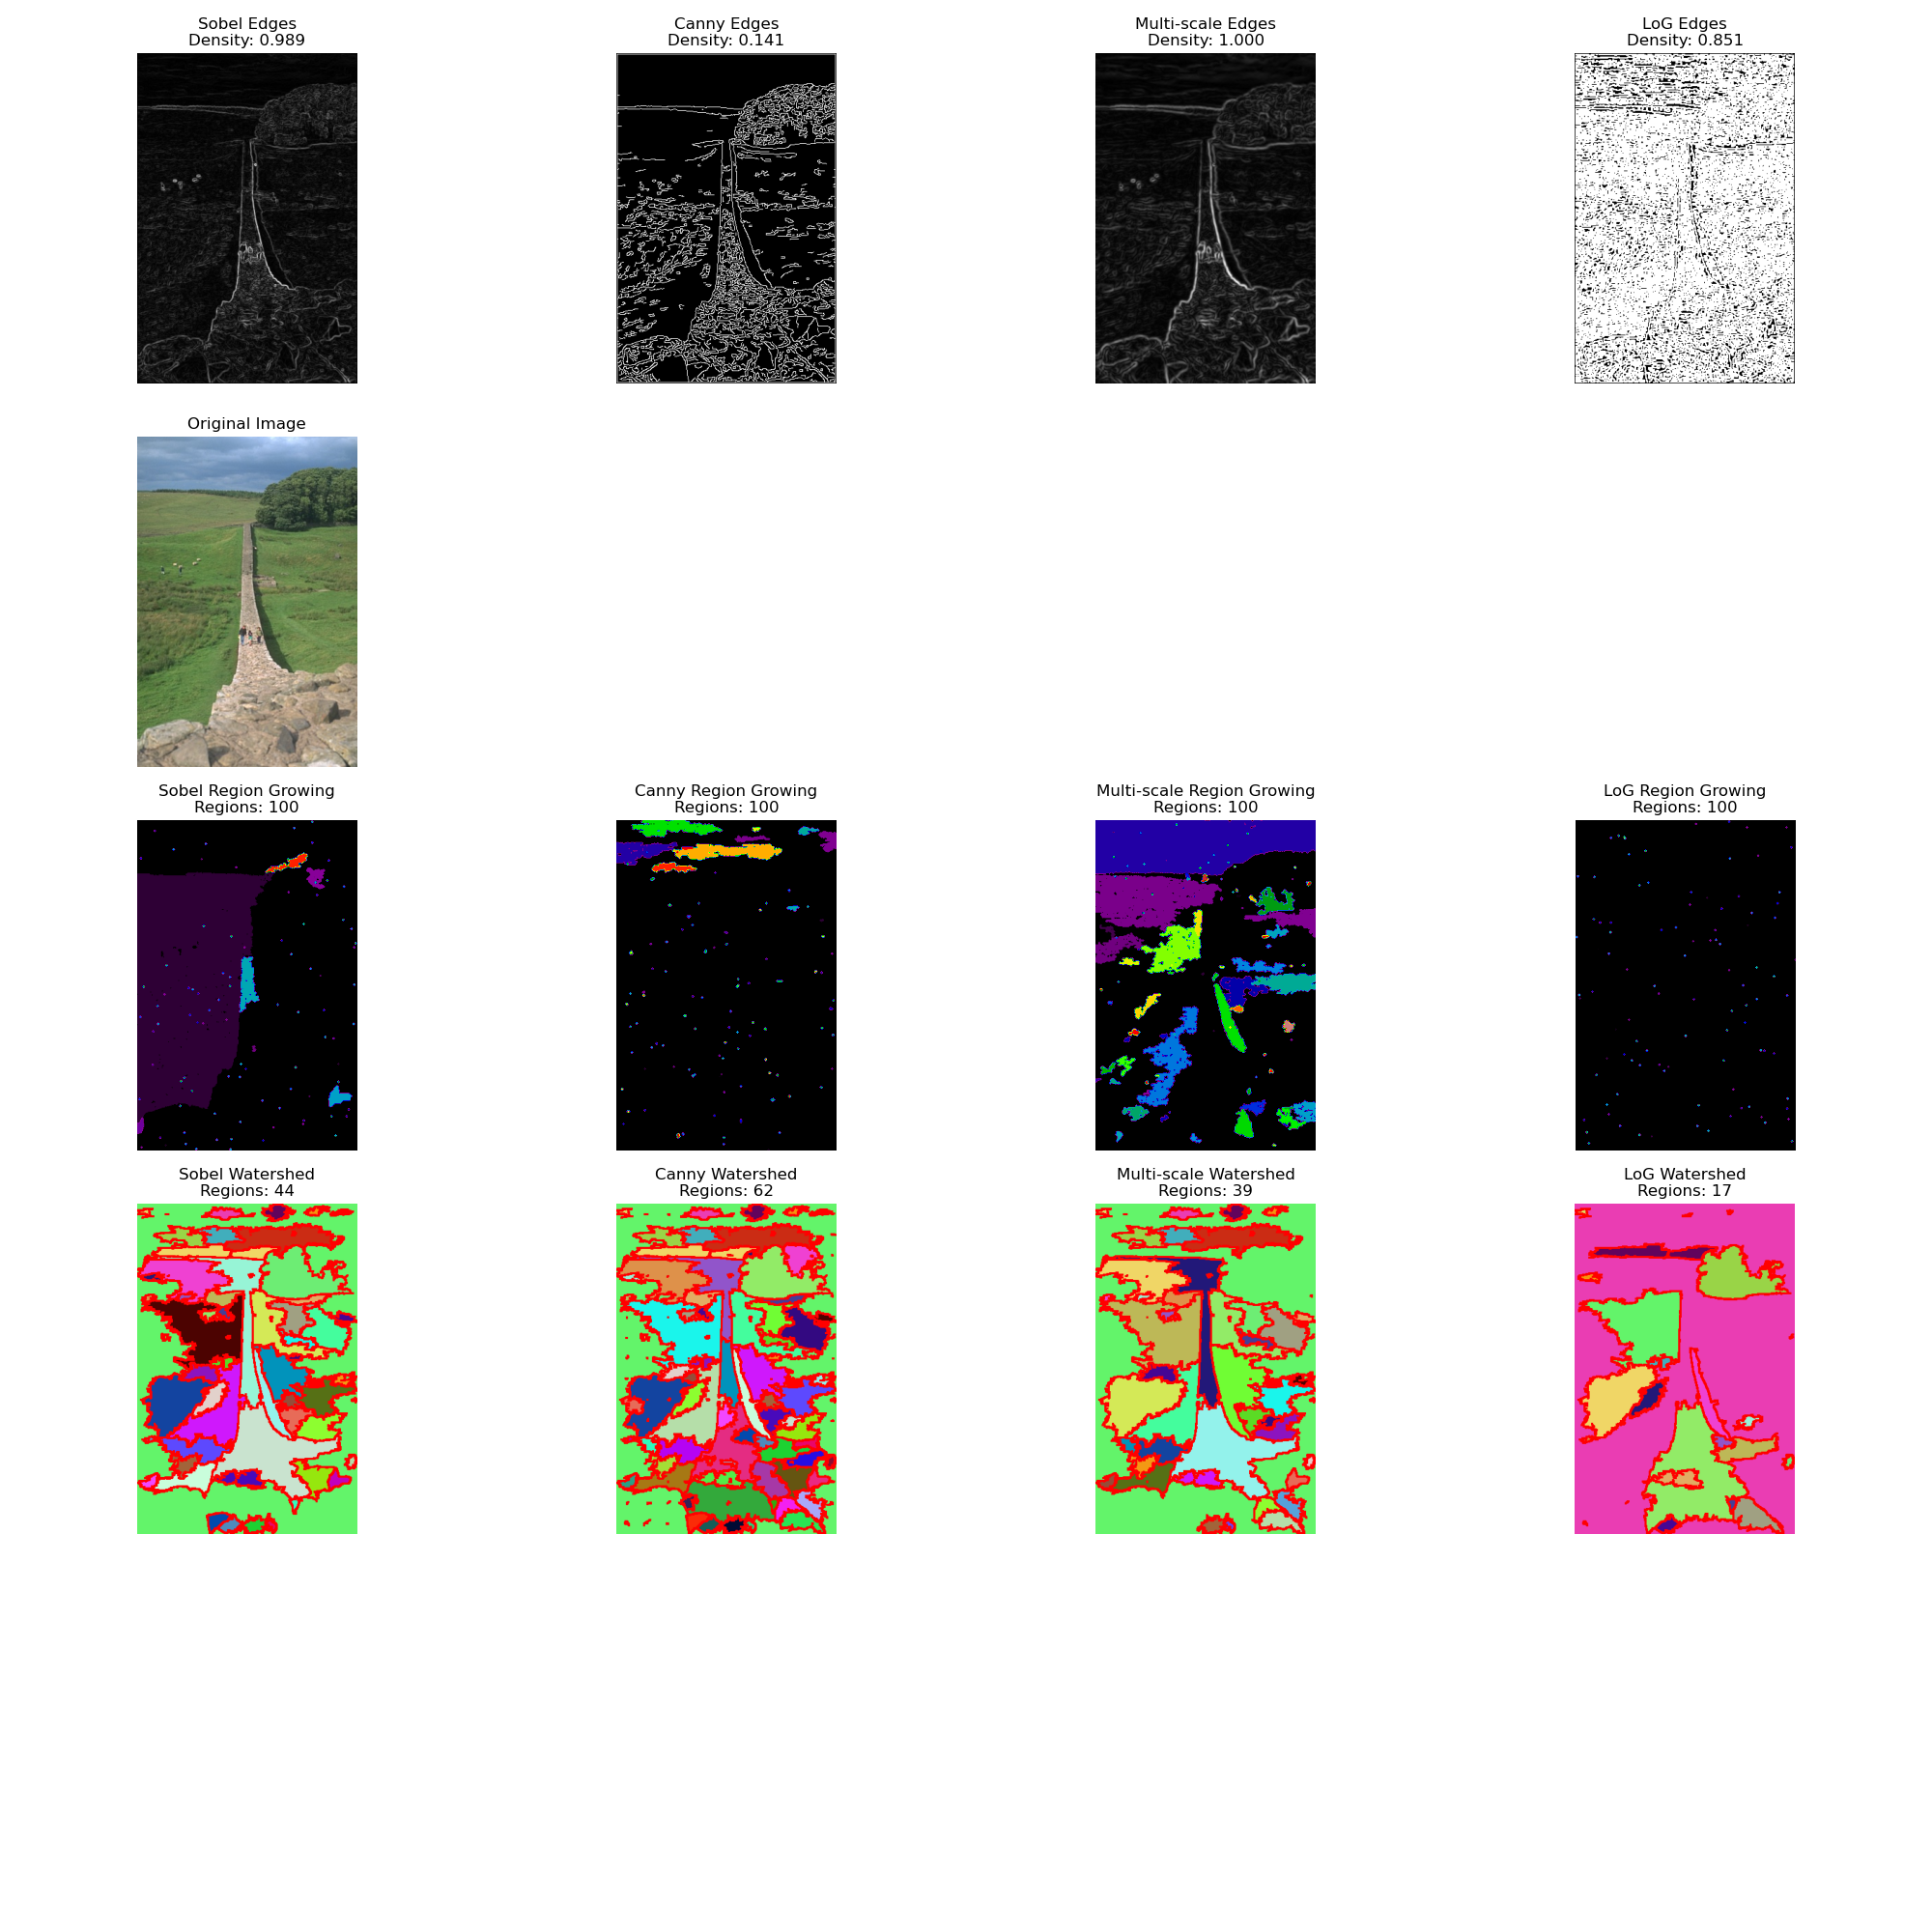 Sobel Edges
Density: 0.989
Canny Edges
Density: 0.141
Multi-scale Edges
Density: 1.000
LoG Edges
Density: 0.851
Original Image
Sobel Region Growing
Regions: 100
Canny Region Growing
Regions: 100
Multi-scale Region Growing
Regions: 100
LoG Region Growing
Regions: 100
Sobel Watershed
Regions: 44
Canny Watershed
Regions: 62
Multi-scale Watershed
Regions: 39
LoG Watershed
Regions: 17